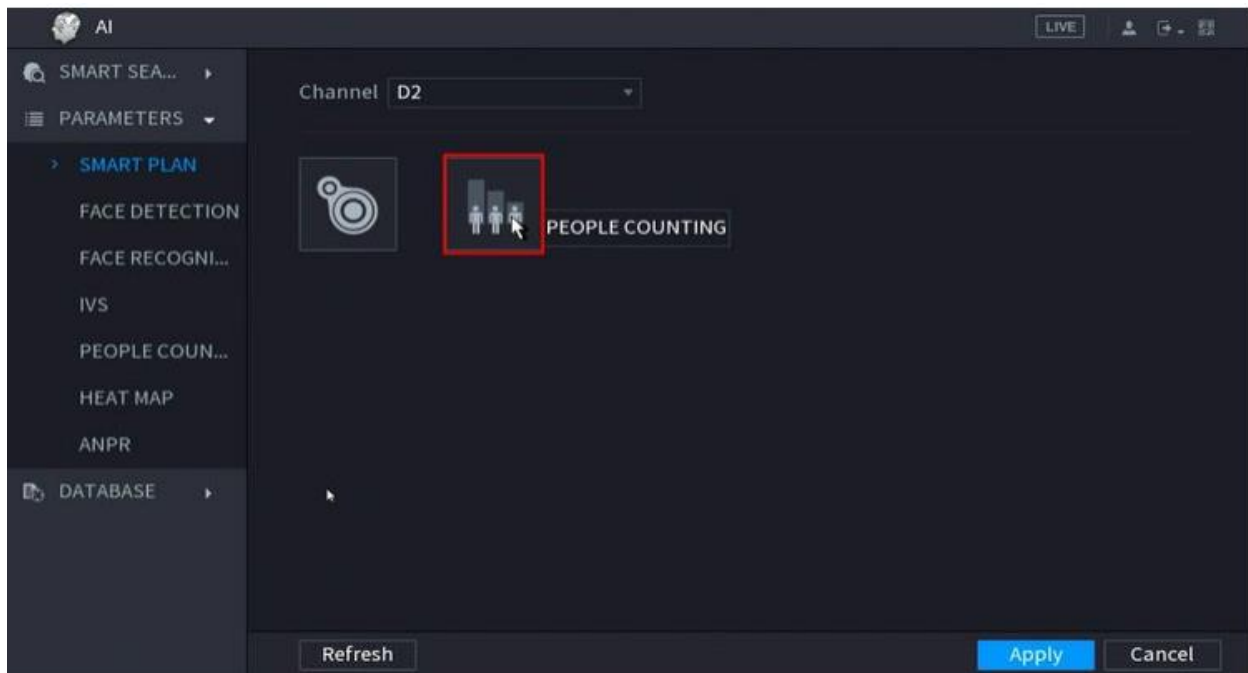 AI
LIVE
SMART SEA...
PARAMETERS
SMART PLAN
FACE DETECTION
FACE RECOGNI...
IVS
PEOPLE COUN...
HEAT MAP
ANPR
DATABASE
Channel D2
PEOPLE COUNTING
Refresh
Apply
Cancel